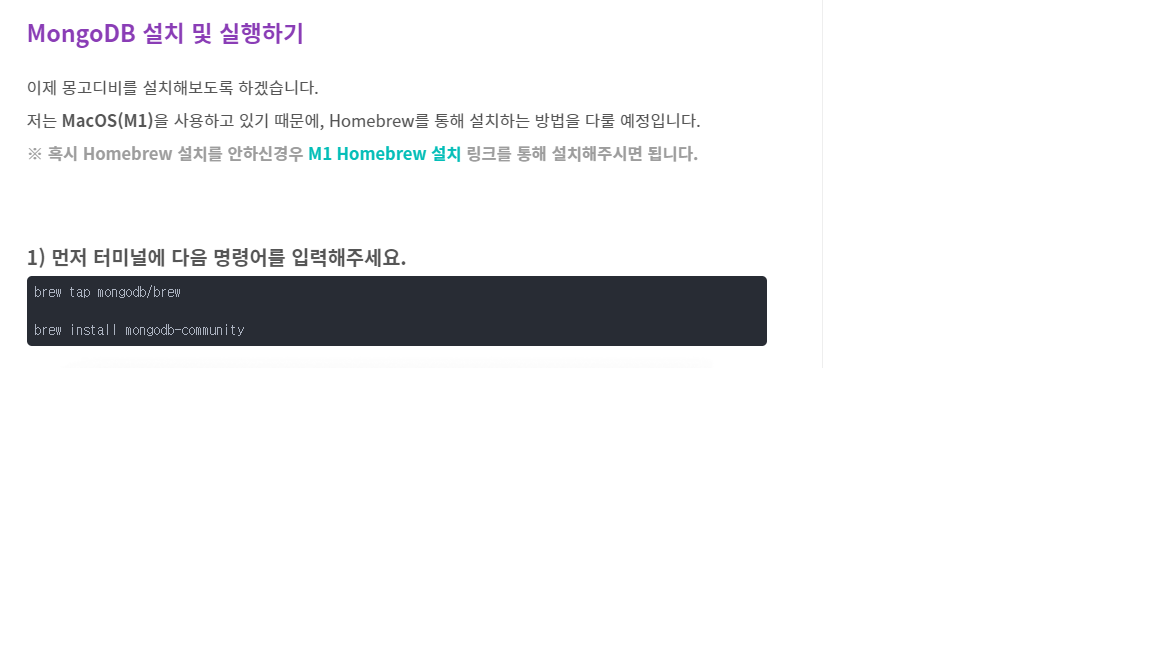 MongoDB 설치 및 실행하기
이제 몽고디비를 설치해보도록 하겠습니다.
저는 MacOS(M1)을 사용하고 있기 때문에, Homebrew를 통해 설치하는 방법을 다룰 예정입니다.
※ 혹시 Homebrew 설치를 안하신경우 M1 Homebrew 설치 링크를 통해 설치해주시면 됩니다.
1) 먼저 터미널에 다음 명령어를 입력해주세요.
brew tap mongodb/brew
brew install mongodb-community